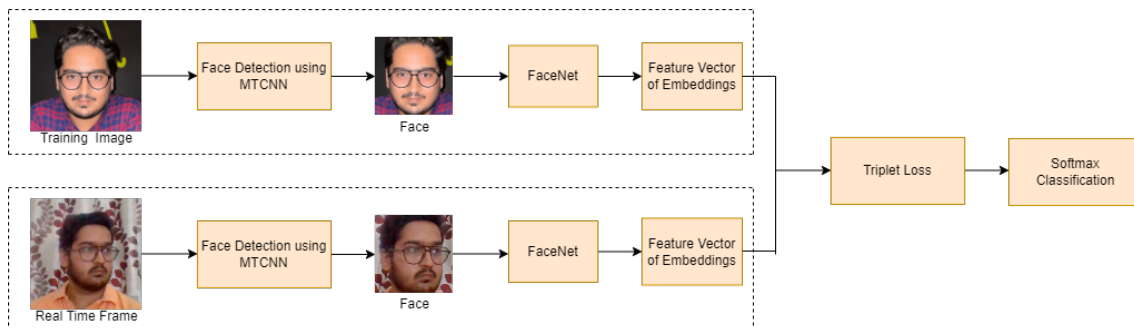 Face Detection using
MTCNN
FaceNet
Feature Vector
of Embeddings
Training Image
Face
Triplet Loss
Softmax
Classification
Face Detection using
MTCNN
FaceNet
Feature Vector
of Embeddings
Real Time Frame
Face